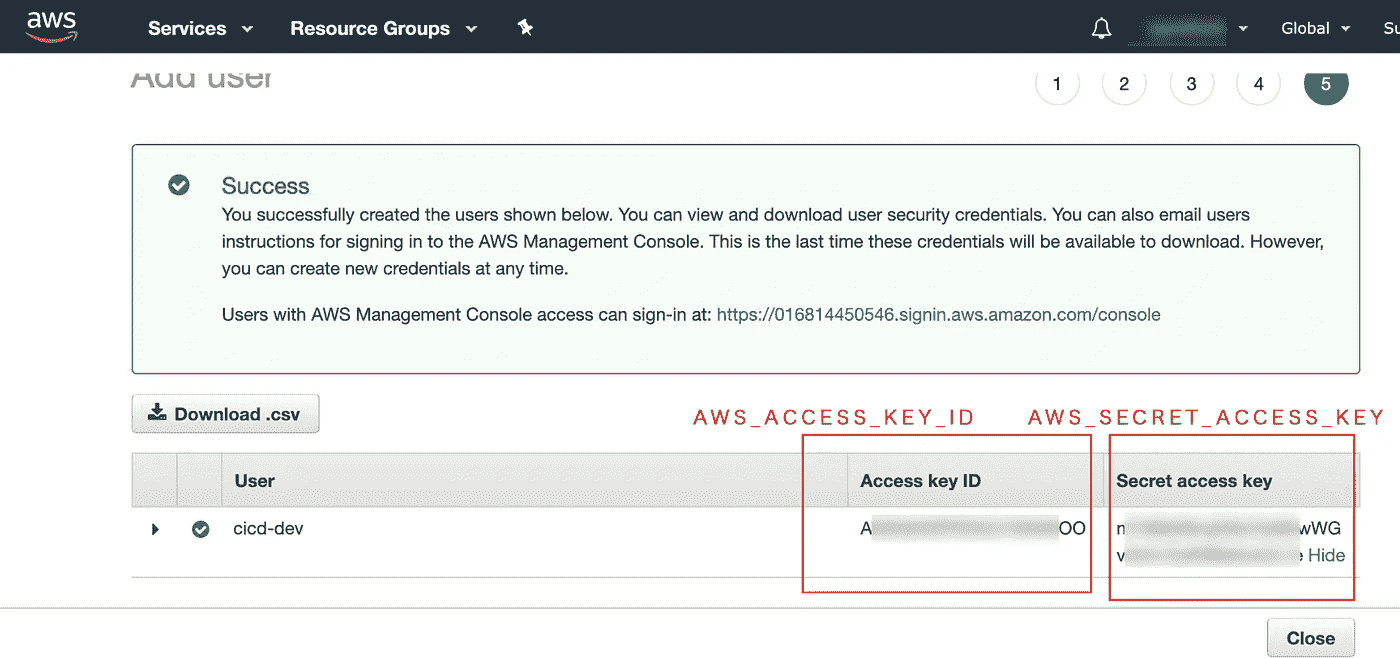 aws Services Resource Groups Global Su
Add user 1 2 3 4 5
Success
You successfully created the users shown below. You can view and download user security credentials. You can also email users
instructions for signing in to the AWS Management Console. This is the last time these credentials will be available to download. However,
you can create new credentials at any time.
Users with AWS Management Console access can sign-in at: https://016814450546.signin.aws.amazon.com/console
Download .csv
AWS_ACCESS_KEY_ID AWS_SECRET_ACCESS_KEY
User Access key ID Secret access key
cicd-dev A OO n wWG
v e Hide
Close